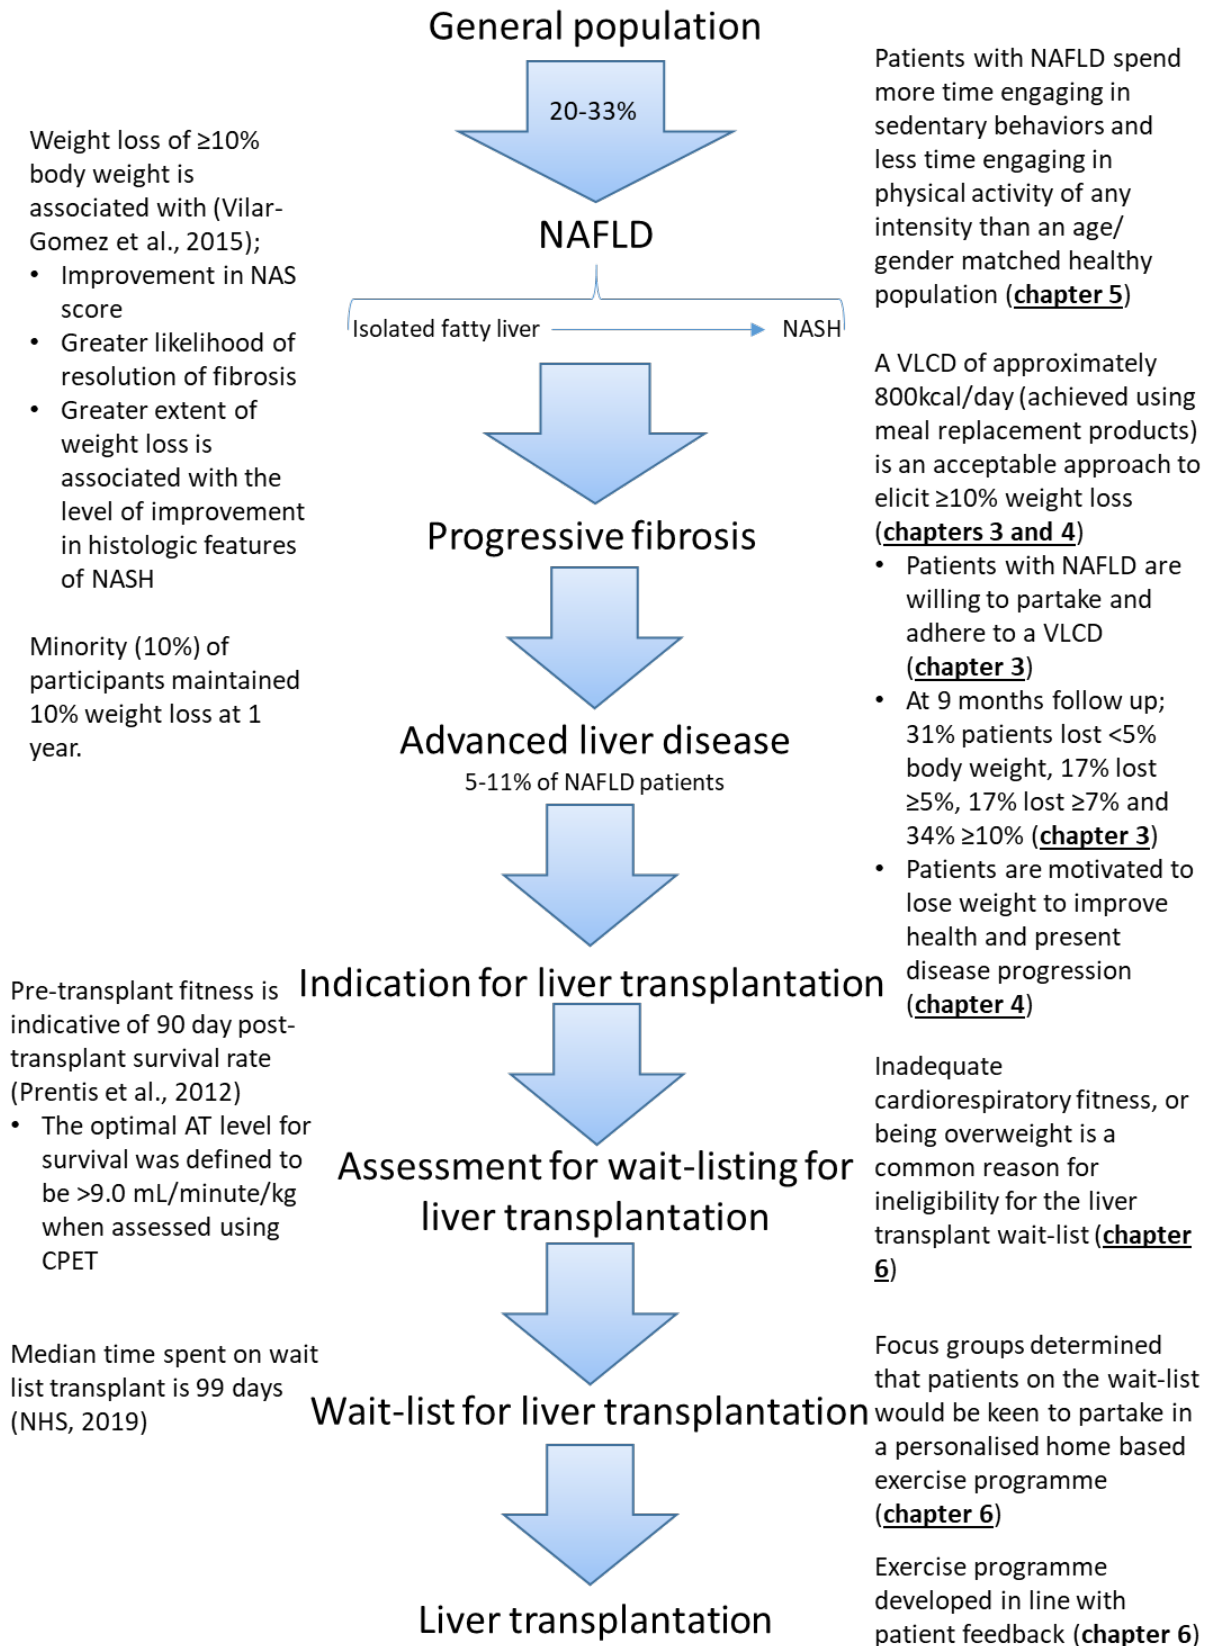 General population
20-33%
NAFLD
Isolated fatty liver
NASH
Progressive fibrosis
Advanced liver disease
5-11% of NAFLD patients
Indication for liver transplantation
Assessment for wait-listing for
liver transplantation
Wait-list for liver transplantation
Liver transplantation
Weight loss of ≥10%
body weight is
associated with (Vilar-
Gomez et al., 2015);
• Improvement in NAS
score
• Greater likelihood of
resolution of fibrosis
• Greater extent of
weight loss is
associated with the
level of improvement
in histologic features
of NASH
Minority (10%) of
participants maintained
10% weight loss at 1
year.
Pre-transplant fitness is
indicative of 90 day post-
transplant survival rate
(Prentis et al., 2012)
• The optimal AT level for
survival was defined to
be >9.0 mL/minute/kg
when assessed using
CPET
Median time spent on wait
list transplant is 99 days
(NHS, 2019)
Patients with NAFLD spend
more time engaging in
sedentary behaviors and
less time engaging in
physical activity of any
intensity than an age/
gender matched healthy
population (chapter 5)
A VLCD of approximately
800kcal/day (achieved using
meal replacement products)
is an acceptable approach to
elicit ≥10% weight loss
(chapters 3 and 4)
• Patients with NAFLD are
willing to partake and
adhere to a VLCD
(chapter 3)
• At 9 months follow up;
31% patients lost <5%
body weight, 17% lost
≥5%, 17% lost ≥7% and
34% ≥10% (chapter 3)
• Patients are motivated to
lose weight to improve
health and present
disease progression
(chapter 4)
Inadequate
cardiorespiratory fitness, or
being overweight is a
common reason for
ineligibility for the liver
transplant wait-list (chapter
6)
Focus groups determined
that patients on the wait-list
would be keen to partake in
a personalised home based
exercise programme
(chapter 6)
Exercise programme
developed in line with
patient feedback (chapter 6)